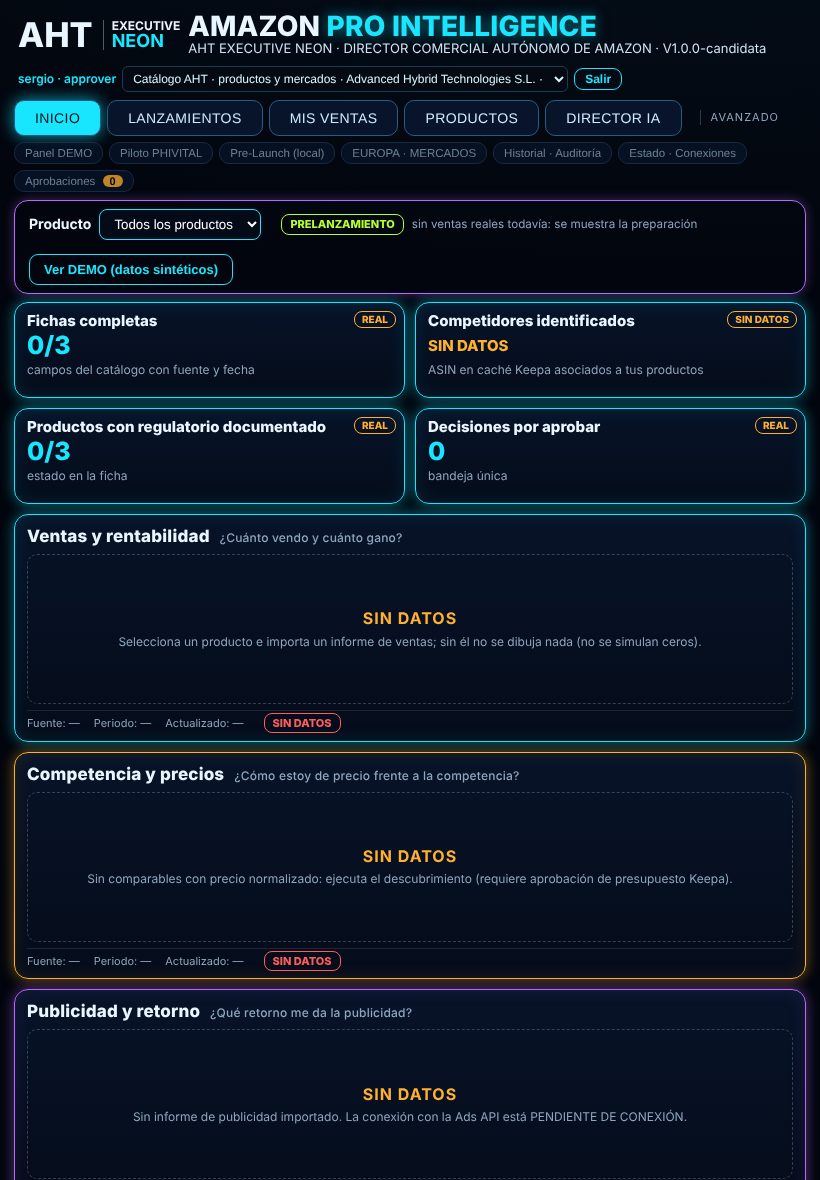 AHT
EXECUTIVE
NEON
AMAZON PRO INTELLIGENCE
AHT EXECUTIVE NEON · DIRECTOR COMERCIAL AUTÓNOMO DE AMAZON · V1.0.0-candidata
sergio · approver
Catálogo AHT · productos y mercados · Advanced Hybrid Technologies S.L. ·
Salir
INICIO
LANZAMIENTOS
MIS VENTAS
PRODUCTOS
DIRECTOR IA
AVANZADO
Panel DEMO
Piloto PHIVITAL
Pre-Launch (local)
EUROPA · MERCADOS
Historial · Auditoría
Estado · Conexiones
Aprobaciones 0
Producto
Todos los productos
PRELANZAMIENTO
sin ventas reales todavía: se muestra la preparación
Ver DEMO (datos sintéticos)
Fichas completas
REAL
0/3
campos del catálogo con fuente y fecha
Competidores identificados
SIN DATOS
SIN DATOS
ASIN en caché Keepa asociados a tus productos
Productos con regulatorio documentado
REAL
0/3
estado en la ficha
Decisiones por aprobar
REAL
0
bandeja única
Ventas y rentabilidad ¿Cuánto vendo y cuánto gano?
SIN DATOS
Selecciona un producto e importa un informe de ventas; sin él no se dibuja nada (no se simulan ceros).
Fuente: — Periodo: — Actualizado: — SIN DATOS
Competencia y precios ¿Cómo estoy de precio frente a la competencia?
SIN DATOS
Sin comparables con precio normalizado: ejecuta el descubrimiento (requiere aprobación de presupuesto Keepa).
Fuente: — Periodo: — Actualizado: — SIN DATOS
Publicidad y retorno ¿Qué retorno me da la publicidad?
SIN DATOS
Sin informe de publicidad importado. La conexión con la Ads API está PENDIENTE DE CONEXIÓN.